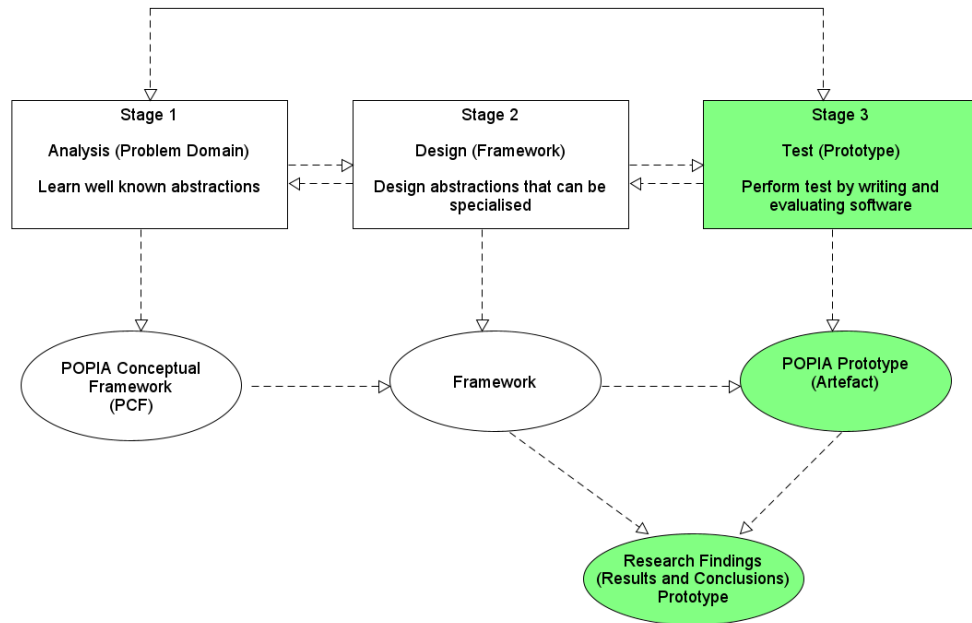 Stage 1
Analysis (Problem Domain)
Learn well known abstractions
Stage 2
Design (Framework)
Design abstractions that can be
specialised
Stage 3
Test (Prototype)
Perform test by writing and
evaluating software
POPIA Conceptual
Framework
(PCF)
Framework
POPIA Prototype
(Artefact)
Research Findings
(Results and Conclusions)
Prototype